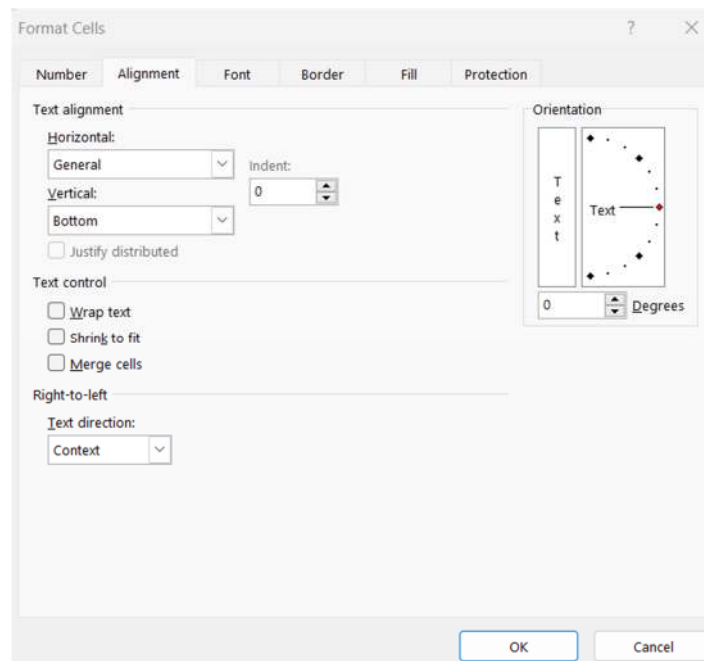 Format Cells
?
Number Alignment Font Border Fill Protection
Text alignment
Horizontal:
General
Indent:
0
Vertical:
Bottom
Justify distributed
Text control
Wrap text
Shrink to fit
Merge cells
Right-to-left
Text direction:
Context
Orientation
Text
Text
0 Degrees
OK Cancel